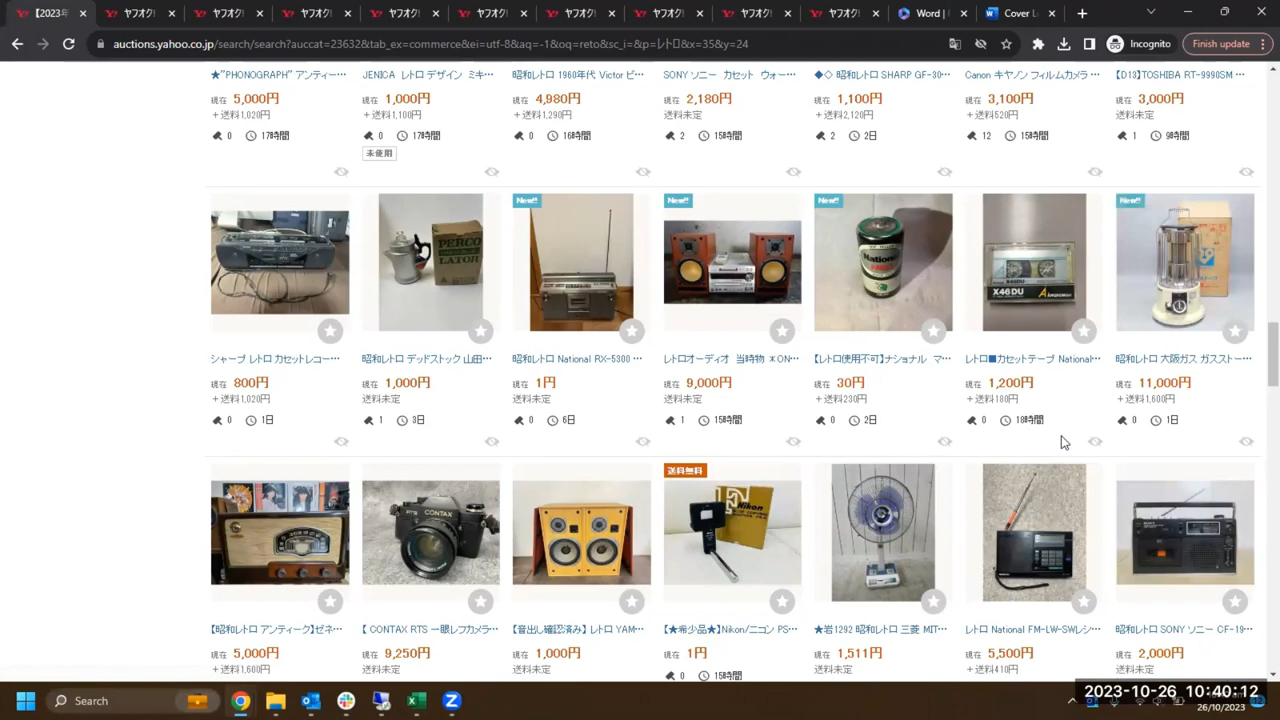 【2023年
ヤフオ
ヤフオ
ヤフオ
ヤフオ
ヤフオ
ヤフオ
ヤフオ
ヤフオ
ヤフオ
Word |
Cover L
auctions.yahoo.co.jp/search/search?auccat=23632&tab_ex=commerce&ei=utf-8&aq=-1&oq=reto&sc_i=&p=レトロ&x=35&y=24
Incognito
Finish update
★"PHONOGRAPH" アンティー…
JENICA レトロ デザイン ミキ…
昭和レトロ 1960年代 Victor ビ…
SONY ソニー カセット ウォー…
◆◇ 昭和レトロ SHARP GF-30…
Canon キヤノン フィルムカメラ …
【D13】TOSHIBA RT-9990SM …
現在 5,000円
現在 1,000円
現在 4,980円
現在 2,180円
現在 1,100円
現在 3,100円
現在 3,000円
+送料1,020円
+送料1,100円
+送料1,290円
送料未定
+送料2,120円
+送料520円
送料未定
0 17時間
0 17時間
0 16時間
2 15時間
2 2日
12 15時間
1 9時間
未使用
New!!
New!!
New!!
New!!
PERCO
LATOR
National
X46DU
シャープ レトロ カセットレコー…
昭和レトロ デッドストック 山田…
昭和レトロ National RX-5300 …
レトロオーディオ 当時物 *ON…
【レトロ使用不可】ナショナル マ…
レトロ■カセットテープ National…
昭和レトロ 大阪ガス ガスストー…
現在 800円
現在 1,000円
現在 1円
現在 9,000円
現在 30円
現在 1,200円
現在 11,000円
+送料1,020円
送料未定
送料未定
送料未定
+送料230円
+送料180円
+送料1,600円
0 1日
1 3日
0 6日
1 15時間
0 2日
0 18時間
0 1日
送料無料
CONTAX
Nikon
【昭和レトロ アンティーク】ゼネ…
【 CONTAX RTS 一眼レフカメラ…
【音出し確認済み】 レトロ YAM…
【★希少品★】Nikon/ニコン PS…
★岩1292 昭和レトロ 三菱 MIT…
レトロ National FM-LW-SWレシ…
昭和レトロ SONY ソニー CF-19…
現在 5,000円
現在 9,250円
現在 1,000円
現在 1円
現在 1,511円
現在 5,500円
現在 2,000円
+送料1,600円
送料未定
送料未定
0 15時間
送料未定
+送料410円
送料未定
Search
2023-10-26 10:40:12
26/10/2023